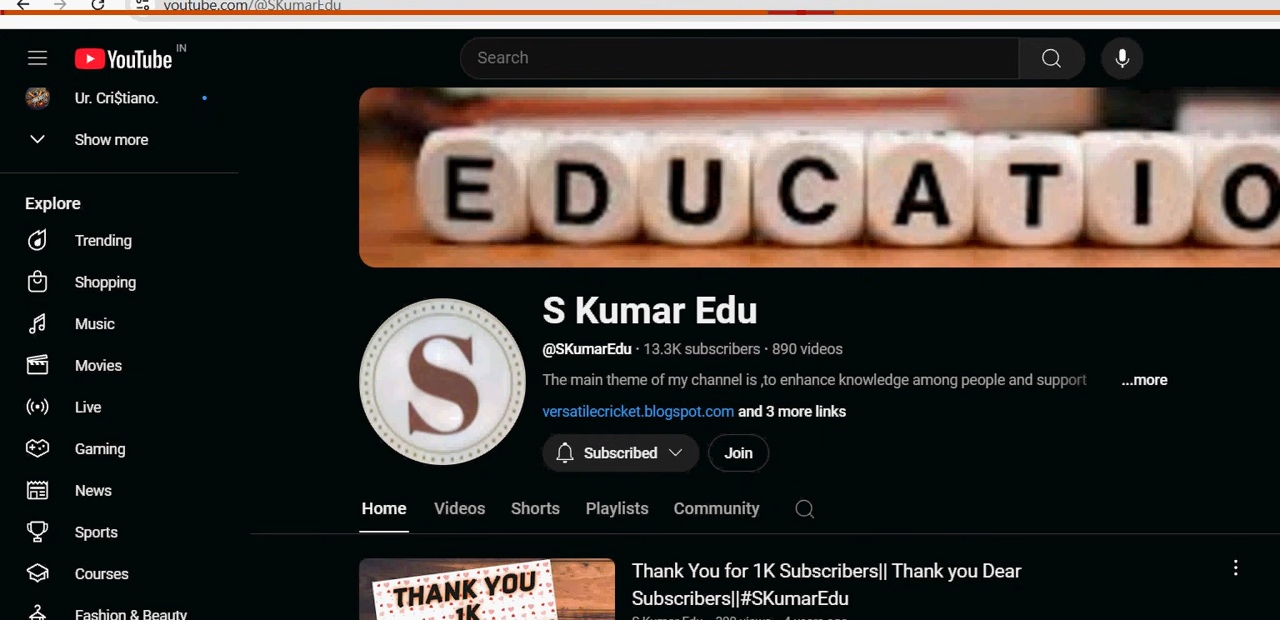 youtube.com/@SKumarEdu
YouTube IN
Search
Ur. Cri$tiano.
Show more
Explore
Trending
Shopping
Music
Movies
Live
Gaming
News
Sports
Courses
Fashion & Beauty
EDUCATIO
S
S Kumar Edu
@SKumarEdu · 13.3K subscribers · 890 videos
The main theme of my channel is ,to enhance knowledge among people and support ...more
versatilecricket.blogspot.com and 3 more links
Subscribed
Join
Home Videos Shorts Playlists Community
THANK YOU
1K
Thank You for 1K Subscribers|| Thank you Dear
Subscribers||#SKumarEdu